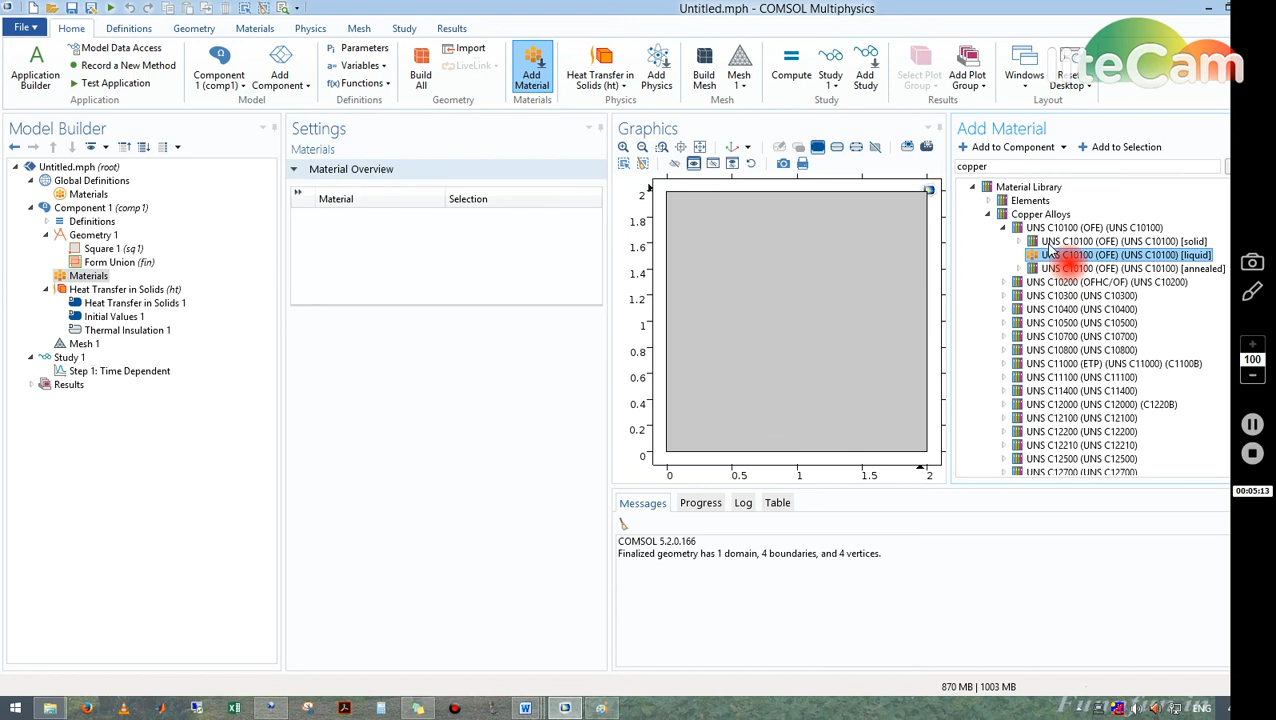 Untitled.mph - COMSOL Multiphysics
File
Home
Definitions
Geometry
Materials
Physics
Mesh
Study
Results
Application Builder
Model Data Access
Record a New Method
Test Application
Application
Component 1 (comp1)
Add Component
Model
Parameters
Variables
Functions
Definitions
Build All
Import
LiveLink
Geometry
Add Material
Materials
Heat Transfer in Solids (ht)
Add Physics
Physics
Build Mesh
Mesh 1
Mesh
Compute
Study 1
Add Study
Study
Select Plot Group
Add Plot Group
Results
Windows
Reset Desktop
Layout
liteCam
Model Builder
Untitled.mph (root)
Global Definitions
Materials
Component 1 (comp1)
Definitions
Geometry 1
Square 1 (sq1)
Form Union (fin)
Materials
Heat Transfer in Solids (ht)
Heat Transfer in Solids 1
Initial Values 1
Thermal Insulation 1
Mesh 1
Study 1
Step 1: Time Dependent
Results
Settings
Materials
Material Overview
Material
Selection
Graphics
2
1.8
1.6
1.4
1.2
1
0.8
0.6
0.4
0.2
0
0
0.5
1
1.5
2
Messages
Progress
Log
Table
COMSOL 5.2.0.166
Finalized geometry has 1 domain, 4 boundaries, and 4 vertices.
Add Material
Add to Component
Add to Selection
copper
Material Library
Elements
Copper Alloys
UNS C10100 (OFE) (UNS C10100)
UNS C10100 (OFE) (UNS C10100) [solid]
UNS C10100 (OFE) (UNS C10100) [liquid]
UNS C10100 (OFE) (UNS C10100) [annealed]
UNS C10200 (OFHC/OF) (UNS C10200)
UNS C10300 (UNS C10300)
UNS C10400 (UNS C10400)
UNS C10500 (UNS C10500)
UNS C10700 (UNS C10700)
UNS C10800 (UNS C10800)
UNS C11000 (ETP) (UNS C11000) (C1100B)
UNS C11100 (UNS C11100)
UNS C11400 (UNS C11400)
UNS C12000 (UNS C12000) (C1220B)
UNS C12100 (UNS C12100)
UNS C12200 (UNS C12200)
UNS C12210 (UNS C12210)
UNS C12500 (UNS C12500)
UNS C12700 (UNS C12700)
870 MB | 1003 MB
100
00:05:13
ENG